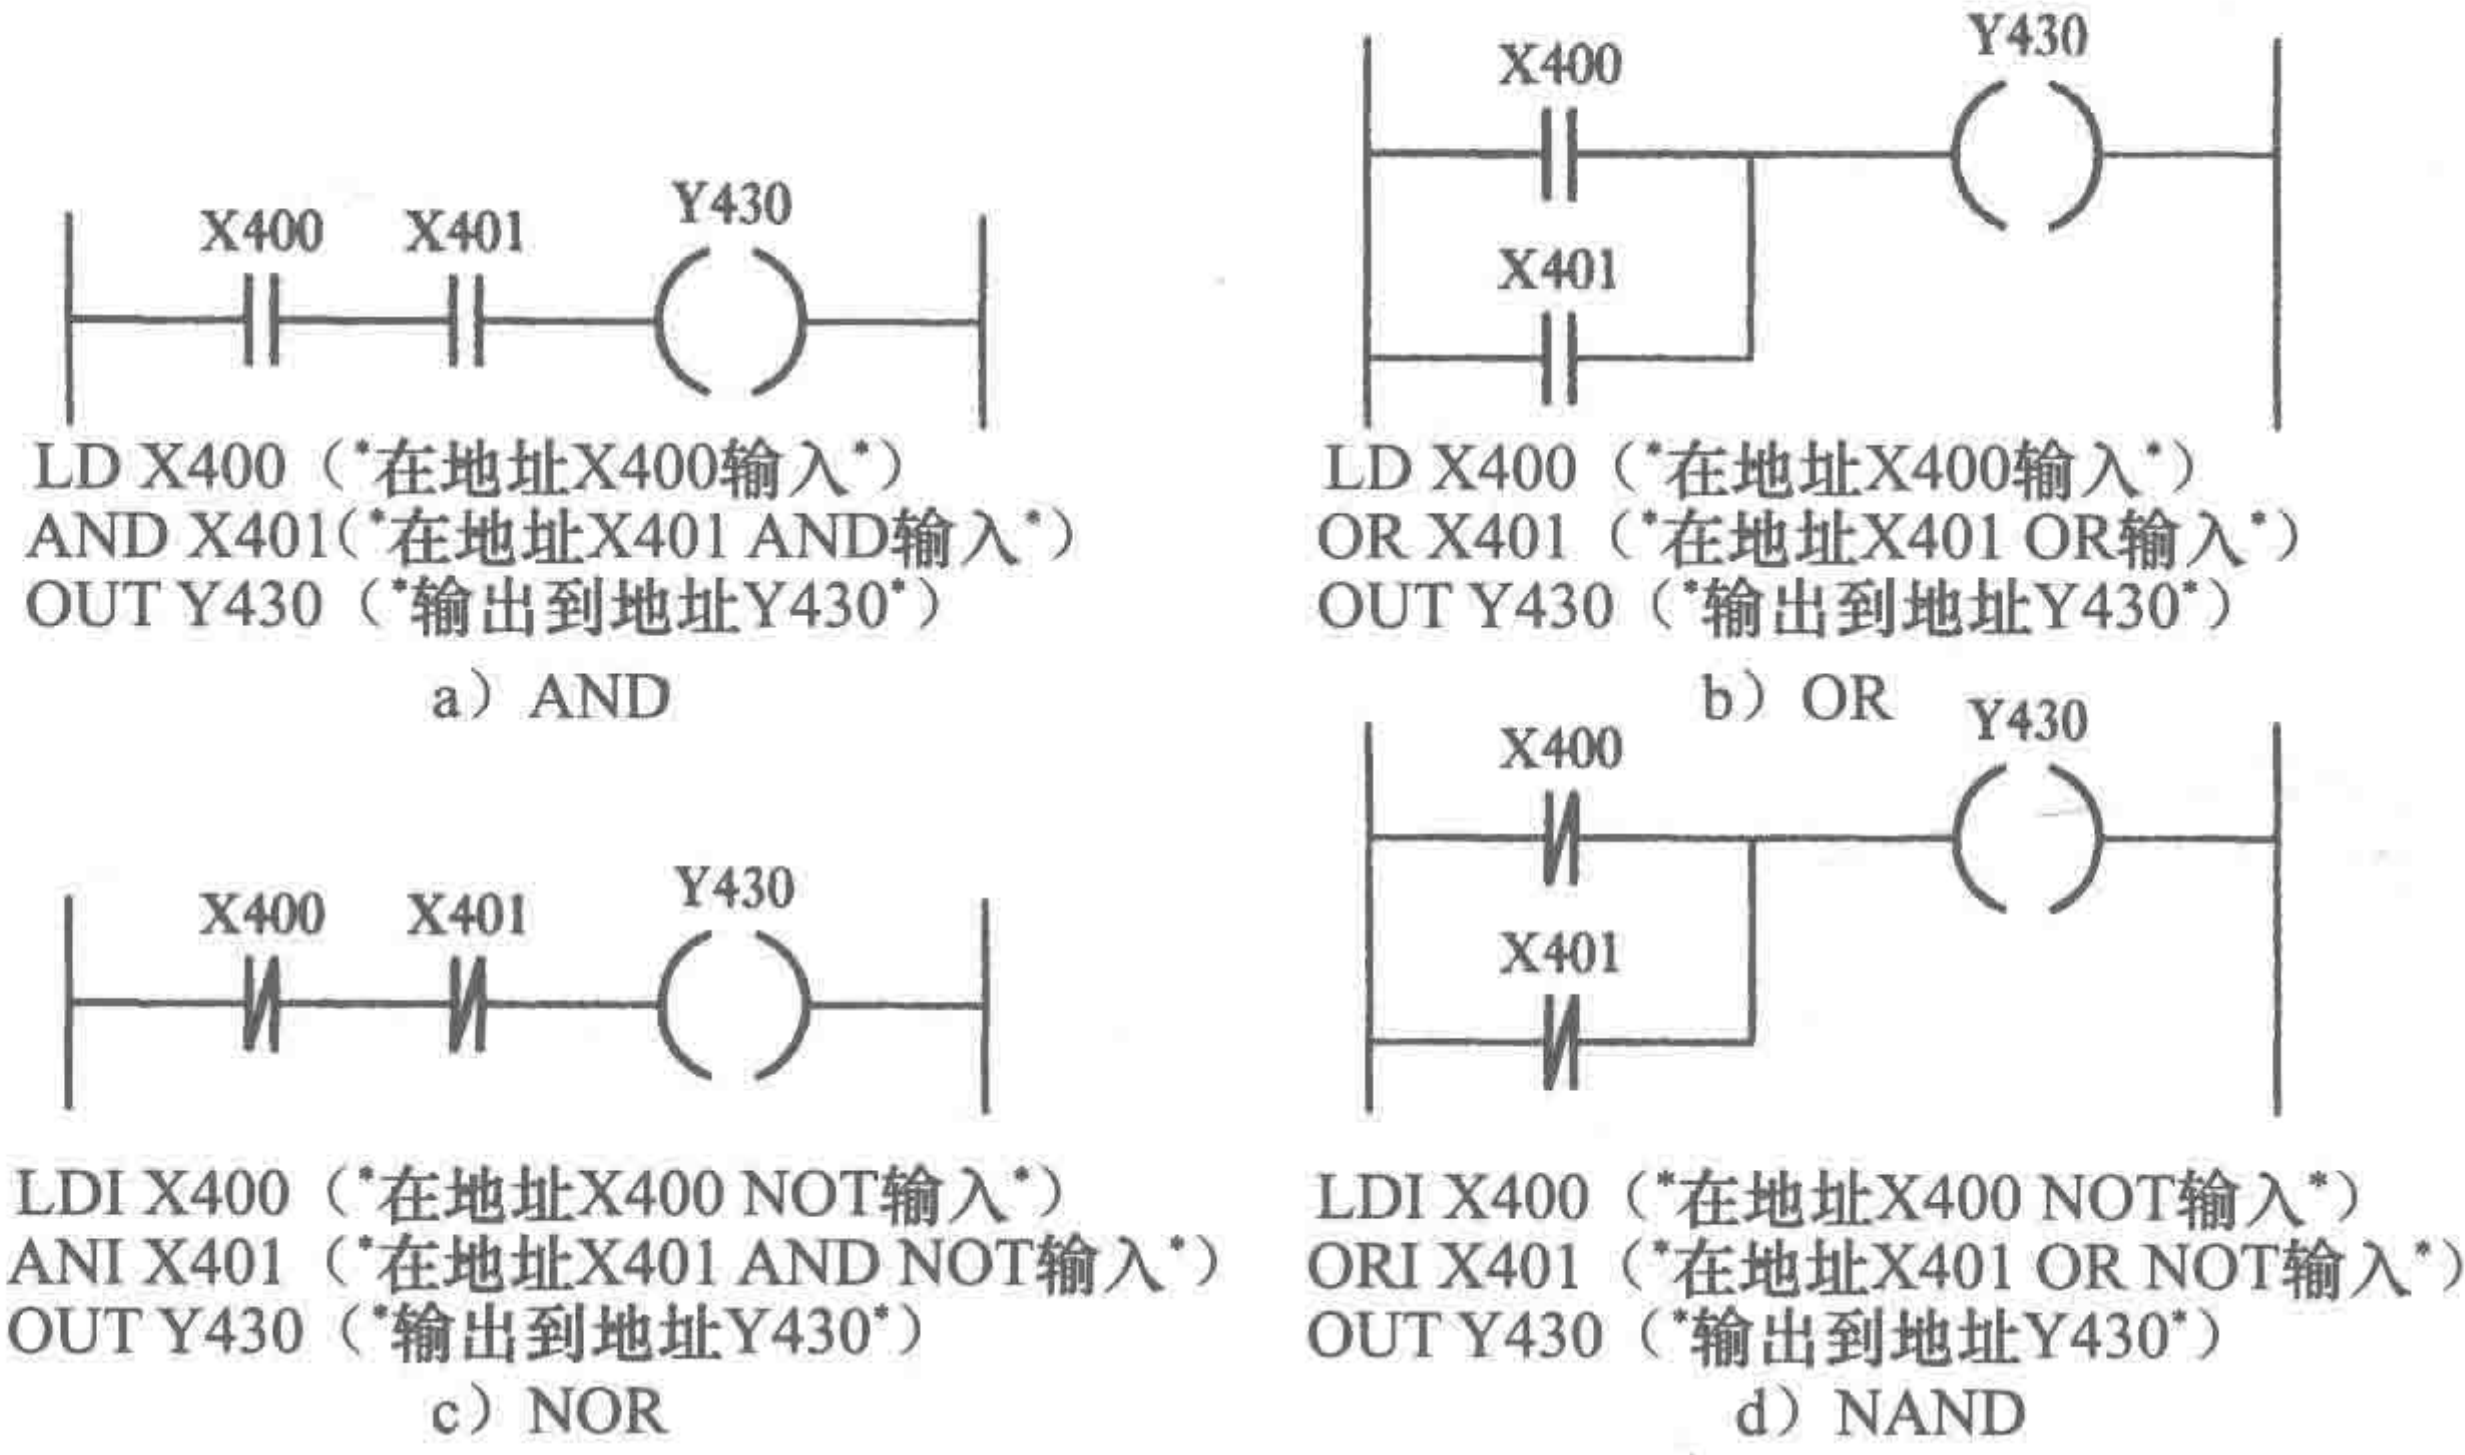 X400 X401 Y430
LD X400（*在地址X400输入*）
AND X401(*在地址X401 AND输入*）
OUT Y430（*输出到地址Y430*）
a）AND
X400 Y430
X401
LD X400（*在地址X400输入*）
OR X401（*在地址X401 OR输入*）
OUT Y430（*输出到地址Y430*）
b）OR
X400 X401 Y430
LDI X400（*在地址X400 NOT输入*）
ANI X401（*在地址X401 AND NOT输入*）
OUT Y430（*输出到地址Y430*）
c）NOR
X400 Y430
X401
LDI X400（*在地址X400 NOT输入*）
ORI X401（*在地址X401 OR NOT输入*）
OUT Y430（*输出到地址Y430*）
d）NAND